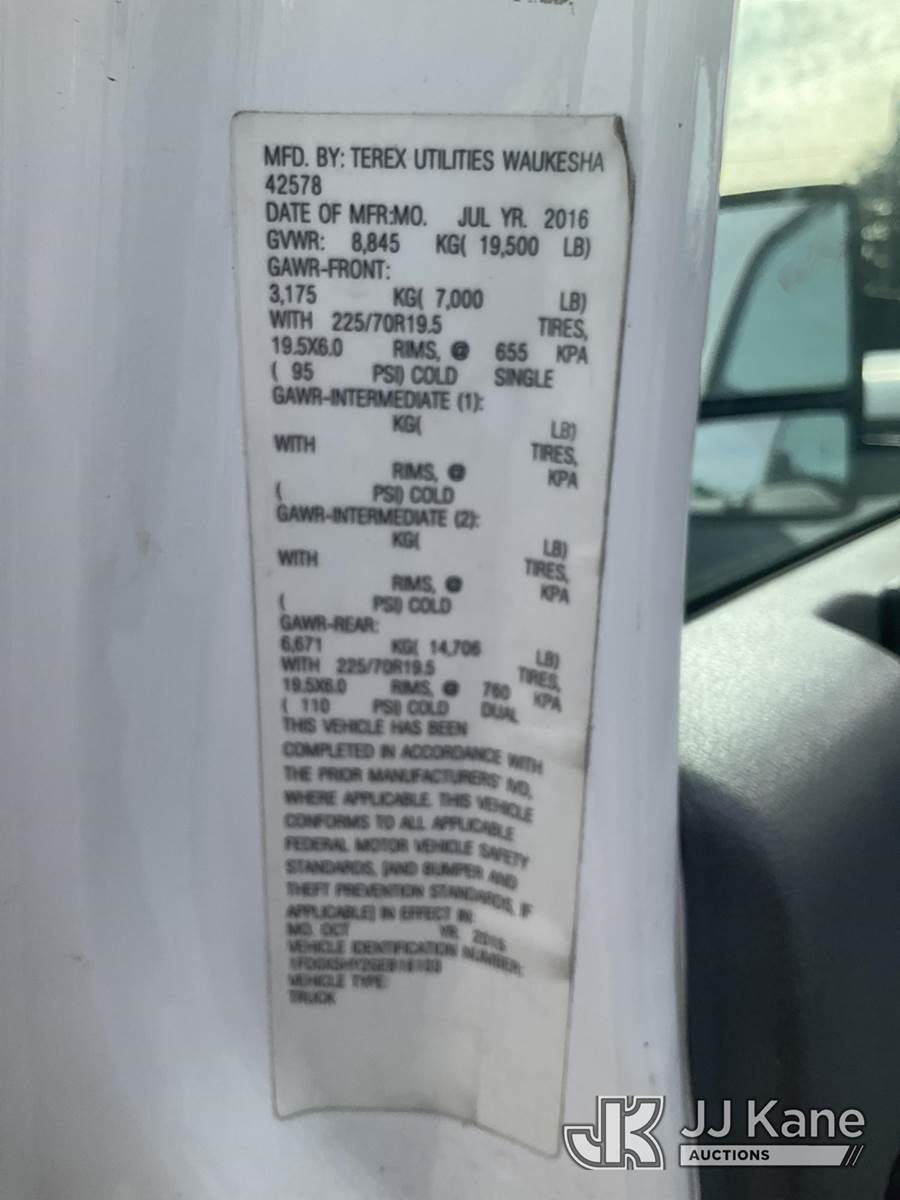 MFD. BY: TEREX UTILITIES WAUKESHA
42578
DATE OF MFR:MO. JUL YR. 2016
GVWR: 8,845 KG( 19,500 LB)
GAWR-FRONT:
3,175 KG( 7,000 LB)
WITH 225/70R19.5 TIRES,
19.5X6.0 RIMS, @ 655 KPA
( 95 PSI) COLD SINGLE
GAWR-INTERMEDIATE (1):
KG( LB)
WITH TIRES,
RIMS, @ KPA
( PSI) COLD
GAWR-INTERMEDIATE (2):
KG( LB)
WITH TIRES,
RIMS, @ KPA
( PSI) COLD
GAWR-REAR:
6,671 KG( 14,706 LB)
WITH 225/70R19.5 TIRES,
19.5X6.0 RIMS, @ 760 KPA
( 110 PSI) COLD DUAL
THIS VEHICLE HAS BEEN
COMPLETED IN ACCORDANCE WITH
THE PRIOR MANUFACTURERS' IVD,
WHERE APPLICABLE. THIS VEHICLE
CONFORMS TO ALL APPLICABLE
FEDERAL MOTOR VEHICLE SAFETY
STANDARDS, [AND BUMPER AND
THEFT PREVENTION STANDARDS, IF
APPLICABLE] IN EFFECT IN:
MO. OCT YR. 2015
VEHICLE IDENTIFICATION NUMBER:
VEHICLE TYPE:
TRUCK
JK JJ Kane
AUCTIONS